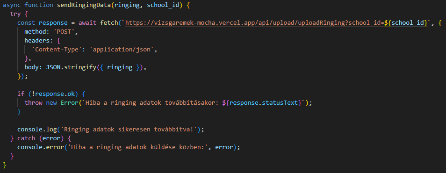 async function sendRingingData(ringing, school_id) {
try {
const response = await fetch(`https://vizsgaremek-mocha.vercel.app/api/upload/uploadRinging?school_id=${school_id}`, {
method: 'POST',
headers: {
'Content-Type': 'application/json',
},
body: JSON.stringify({ ringing }),
});
if (!response.ok) {
throw new Error(`Hiba a ringing adatok továbbításakor: ${response.statusText}`);
}
console.log('Ringing adatok sikeresen továbbítva!');
} catch (error) {
console.error('Hiba a ringing adatok küldése közben:', error);
}
}